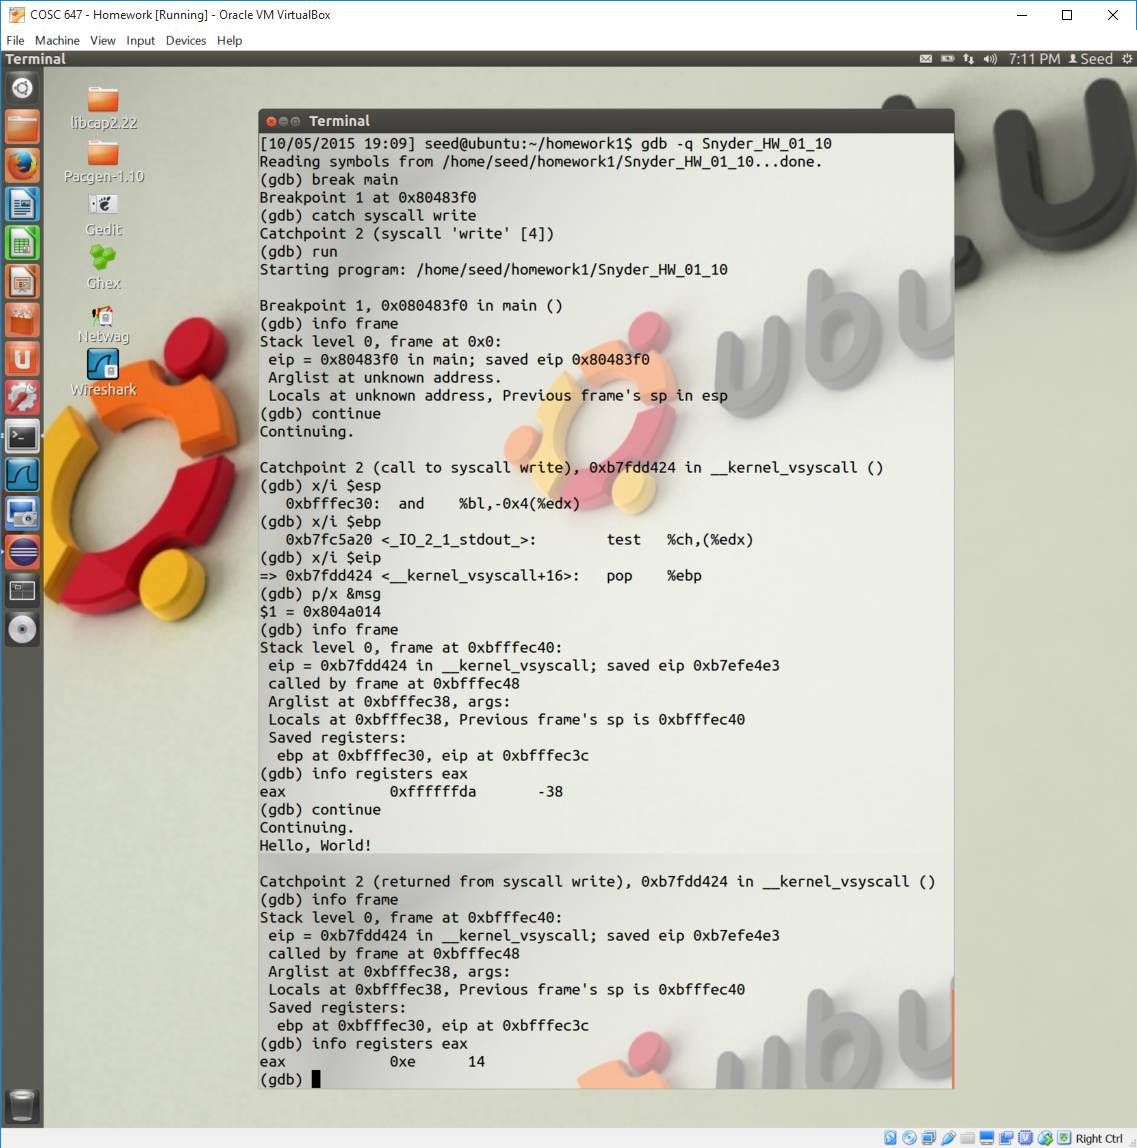 COSC 647 - Homework [Running] - Oracle VM VirtualBox
File Machine View Input Devices Help
Terminal
7:11 PM Seed
libcap2.22
Pacgen-1.10
Gedit
Ghex
Netwag
Wireshark
Terminal
[10/05/2015 19:09] seed@ubuntu:~/homework1$ gdb -q Snyder_HW_01_10
Reading symbols from /home/seed/homework1/Snyder_HW_01_10...done.
(gdb) break main
Breakpoint 1 at 0x80483f0
(gdb) catch syscall write
Catchpoint 2 (syscall 'write' [4])
(gdb) run
Starting program: /home/seed/homework1/Snyder_HW_01_10
Breakpoint 1, 0x080483f0 in main ()
(gdb) info frame
Stack level 0, frame at 0x0:
eip = 0x80483f0 in main; saved eip 0x80483f0
Arglist at unknown address.
Locals at unknown address, Previous frame's sp in esp
(gdb) continue
Continuing.
Catchpoint 2 (call to syscall write), 0xb7fdd424 in __kernel_vsyscall ()
(gdb) x/i $esp
0xbfffec30: and %bl,-0x4(%edx)
(gdb) x/i $ebp
0xb7fc5a20 <_IO_2_1_stdout_>: test %ch,(%edx)
(gdb) x/i $eip
=> 0xb7fdd424 <__kernel_vsyscall+16>: pop %ebp
(gdb) p/x &msg
$1 = 0x804a014
(gdb) info frame
Stack level 0, frame at 0xbfffec40:
eip = 0xb7fdd424 in __kernel_vsyscall; saved eip 0xb7efe4e3
called by frame at 0xbfffec48
Arglist at 0xbfffec38, args:
Locals at 0xbfffec38, Previous frame's sp is 0xbfffec40
Saved registers:
ebp at 0xbfffec30, eip at 0xbfffec3c
(gdb) info registers eax
eax 0xffffffda -38
(gdb) continue
Continuing.
Hello, World!
Catchpoint 2 (returned from syscall write), 0xb7fdd424 in __kernel_vsyscall ()
(gdb) info frame
Stack level 0, frame at 0xbfffec40:
eip = 0xb7fdd424 in __kernel_vsyscall; saved eip 0xb7efe4e3
called by frame at 0xbfffec48
Arglist at 0xbfffec38, args:
Locals at 0xbfffec38, Previous frame's sp is 0xbfffec40
Saved registers:
ebp at 0xbfffec30, eip at 0xbfffec3c
(gdb) info registers eax
eax 0xe 14
(gdb)
Right Ctrl